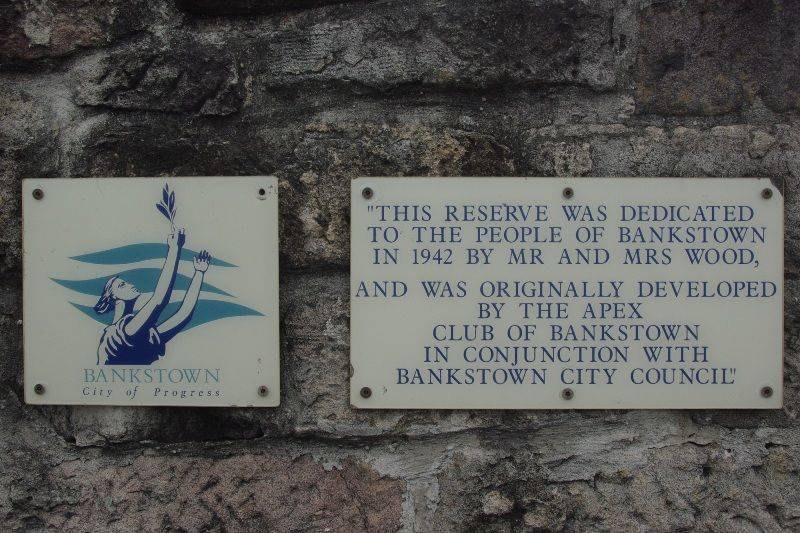 BANKSTOWN
City of Progress
"THIS RESERVE WAS DEDICATED
TO THE PEOPLE OF BANKSTOWN
IN 1942 BY MR AND MRS WOOD,
AND WAS ORIGINALLY DEVELOPED
BY THE APEX
CLUB OF BANKSTOWN
IN CONJUNCTION WITH
BANKSTOWN CITY COUNCIL"